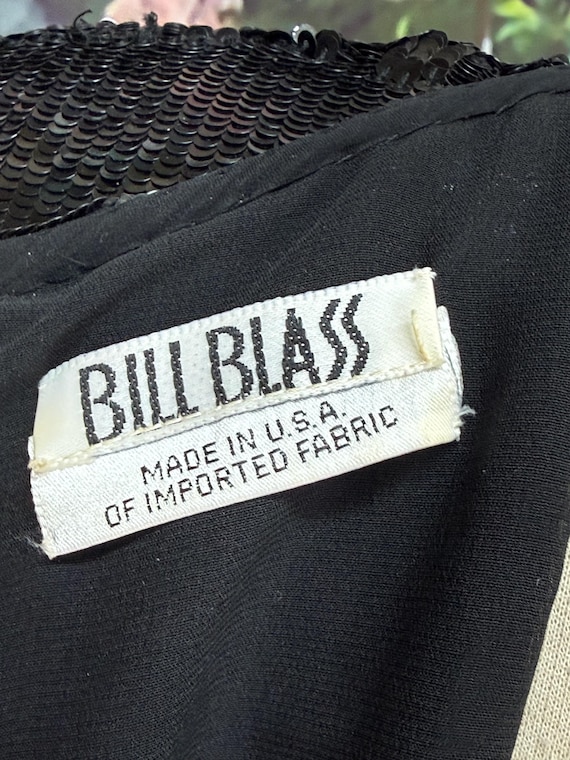 BILL BLASS
MADE IN U.S.A.
OF IMPORTED FABRIC